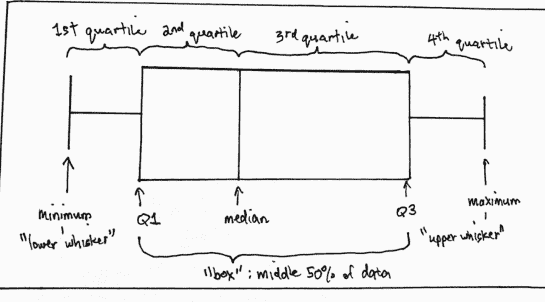 1st quartile 2nd quartile 3rd quartile 4th quartile
minimum Q1 median Q3 maximum
"lower whisker" "upper whisker"
"box" : middle 50% of data